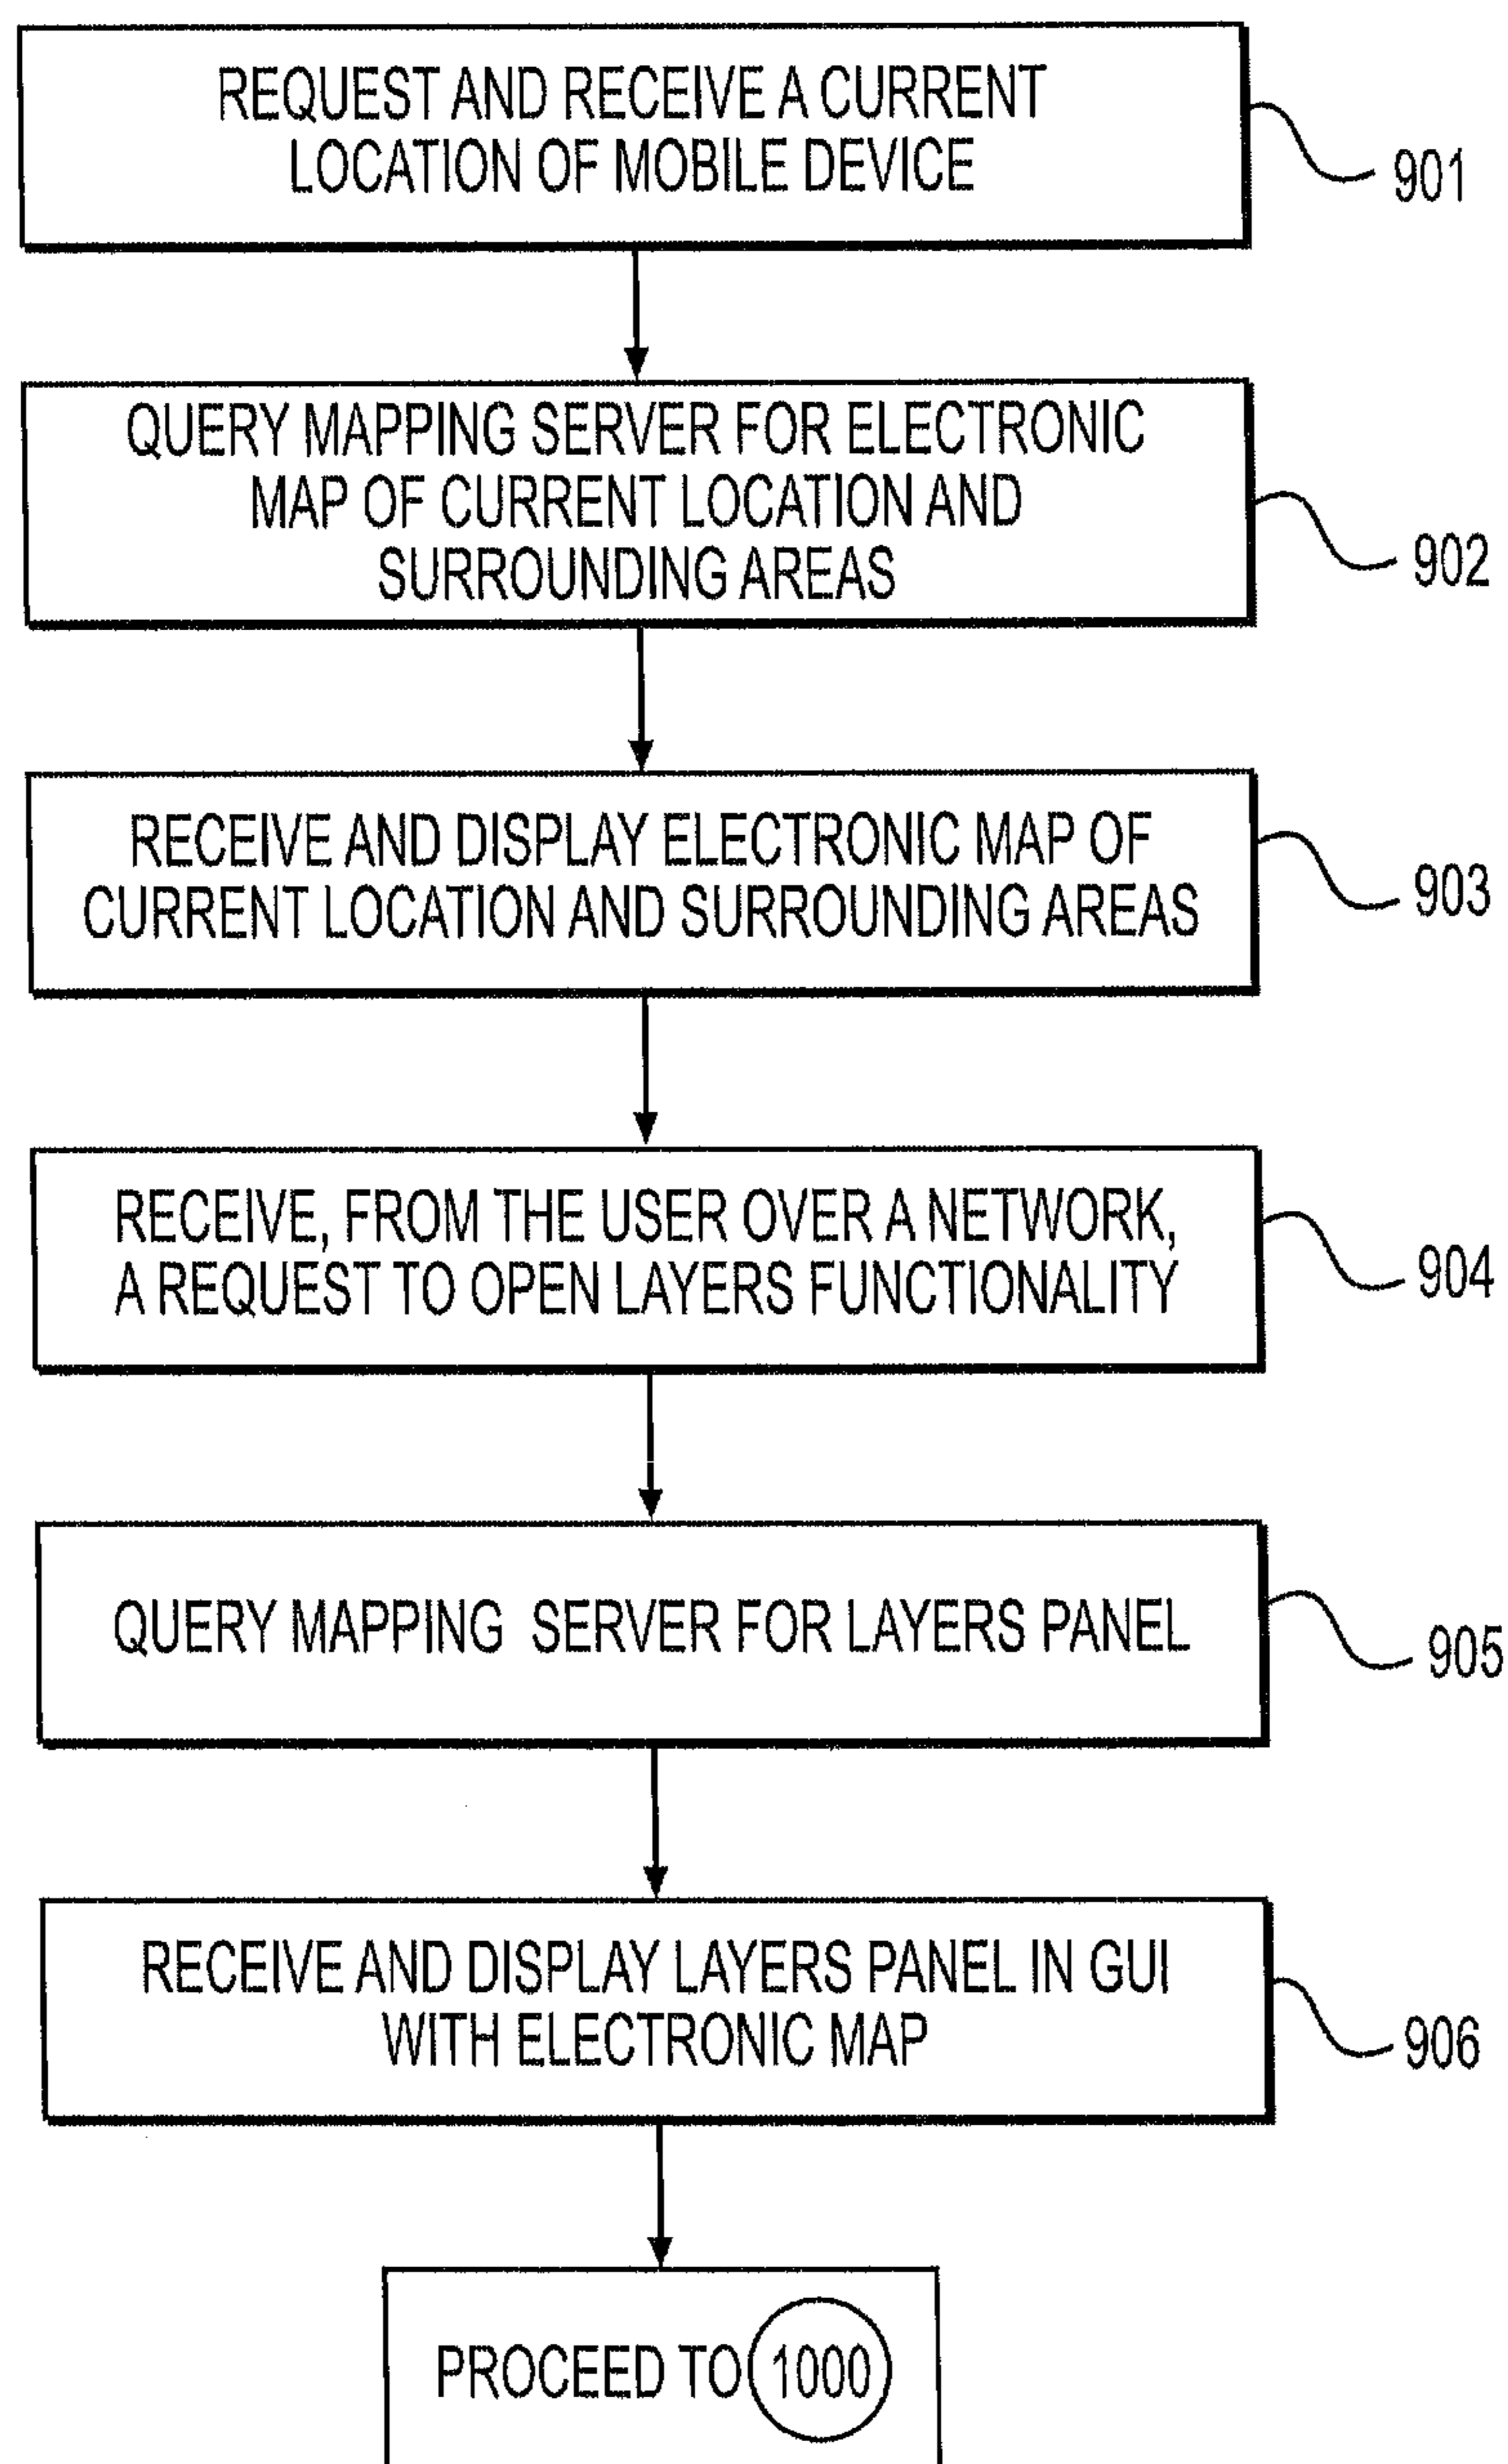 REQUEST AND RECEIVE A CURRENT
LOCATION OF MOBILE DEVICE
901
QUERY MAPPING SERVER FOR ELECTRONIC
MAP OF CURRENT LOCATION AND
SURROUNDING AREAS
902
RECEIVE AND DISPLAY ELECTRONIC MAP OF
CURRENT LOCATION AND SURROUNDING AREAS
903
RECEIVE, FROM THE USER OVER A NETWORK,
A REQUEST TO OPEN LAYERS FUNCTIONALITY
904
QUERY MAPPING SERVER FOR LAYERS PANEL
905
RECEIVE AND DISPLAY LAYERS PANEL IN GUI
WITH ELECTRONIC MAP
906
PROCEED TO 1000